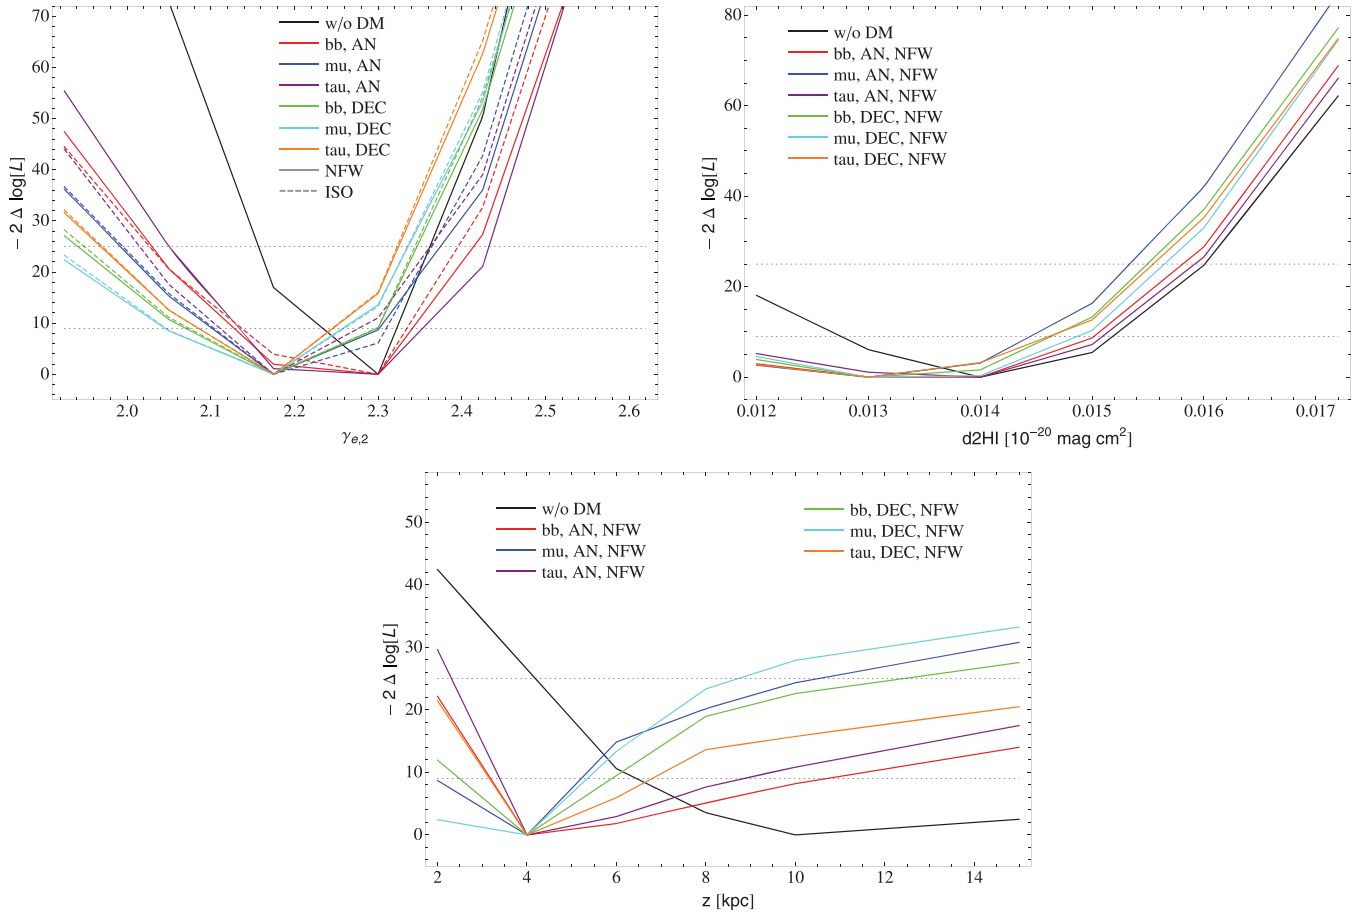 − 2 Δ log[L]
70
60
50
40
30
20
10
0
w/o DM
bb, AN
mu, AN
tau, AN
bb, DEC
mu, DEC
tau, DEC
NFW
ISO
2.0 2.1 2.2 2.3 2.4 2.5 2.6
γe,2
− 2 Δ log[L]
80
60
40
20
0
w/o DM
bb, AN, NFW
mu, AN, NFW
tau, AN, NFW
bb, DEC, NFW
mu, DEC, NFW
tau, DEC, NFW
0.012 0.013 0.014 0.015 0.016 0.017
d2HI [10−20 mag cm2]
− 2 Δ log[L]
50
40
30
20
10
0
w/o DM
bb, AN, NFW
mu, AN, NFW
tau, AN, NFW
bb, DEC, NFW
mu, DEC, NFW
tau, DEC, NFW
2 4 6 8 10 12 14
z [kpc]